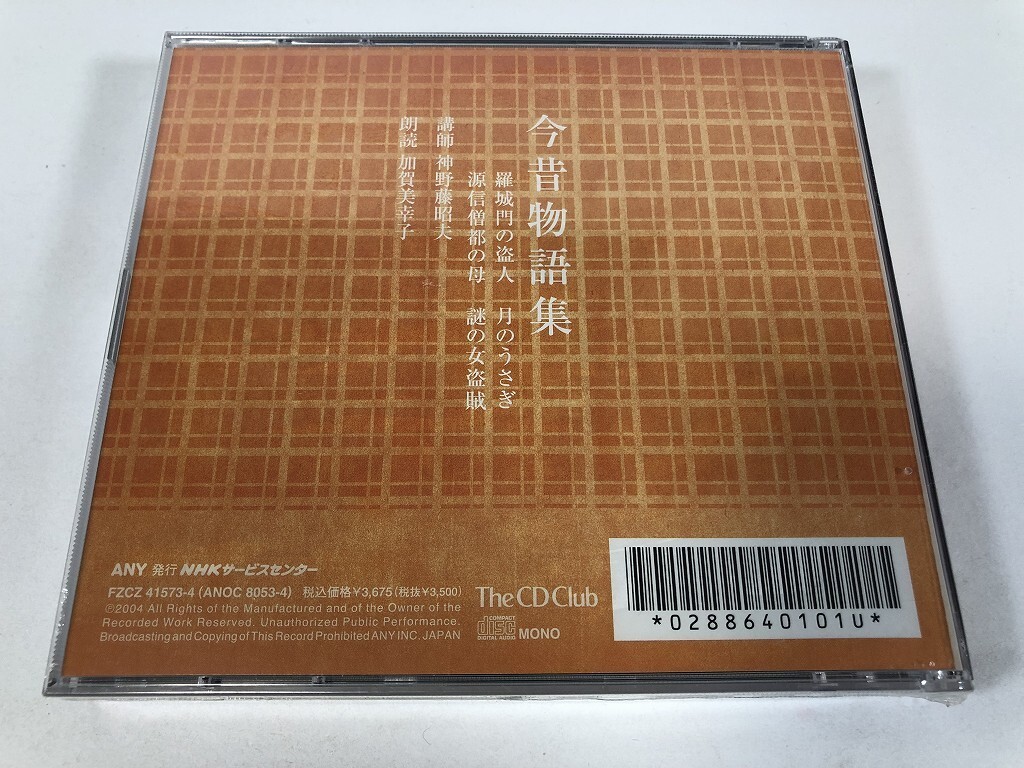 今昔物語集
羅城門の盗人　月のうさぎ
源信僧都の母　謎の女盗賊
講師 神野藤昭夫
朗読 加賀美幸子
ANY 発行 NHKサービスセンター
FZCZ 41573-4 (ANOC 8053-4) 税込価格¥3,675(税抜¥3,500)
℗2004 All Rights of the Manufactured and of the Owner of the
Recorded Work Reserved. Unauthorized Public Performance.
Broadcasting and Copying of This Record Prohibited ANY INC. JAPAN
The CD Club
COMPACT
disc
DIGITAL AUDIO
MONO
*0288640101U*